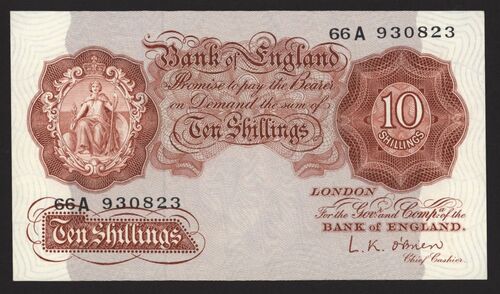 66A 930823
Bank of England
Promise to pay the Bearer
on Demand the sum of
Ten Shillings
10
SHILLINGS
66A 930823
LONDON
For the Govr. and Compa. of the
BANK OF ENGLAND.
Ten Shillings
L. K. O'Brien
Chief Cashier.